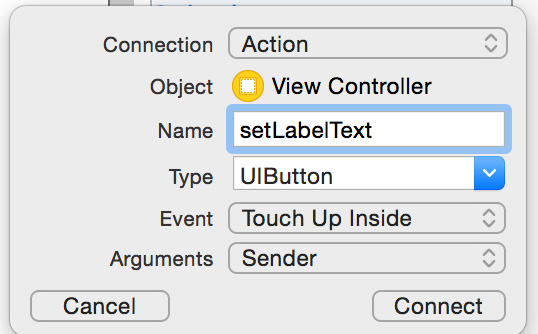 Connection Action
Object View Controller
Name setLabelText
Type UIButton
Event Touch Up Inside
Arguments Sender
Cancel Connect